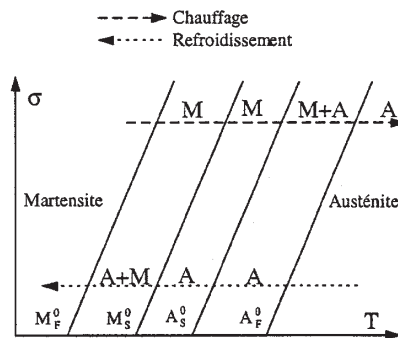 Chauffage
Refroidissement
σ
M M M+A A
Martensite Austénite
A+M A A
M⁰F M⁰S A⁰S A⁰F T